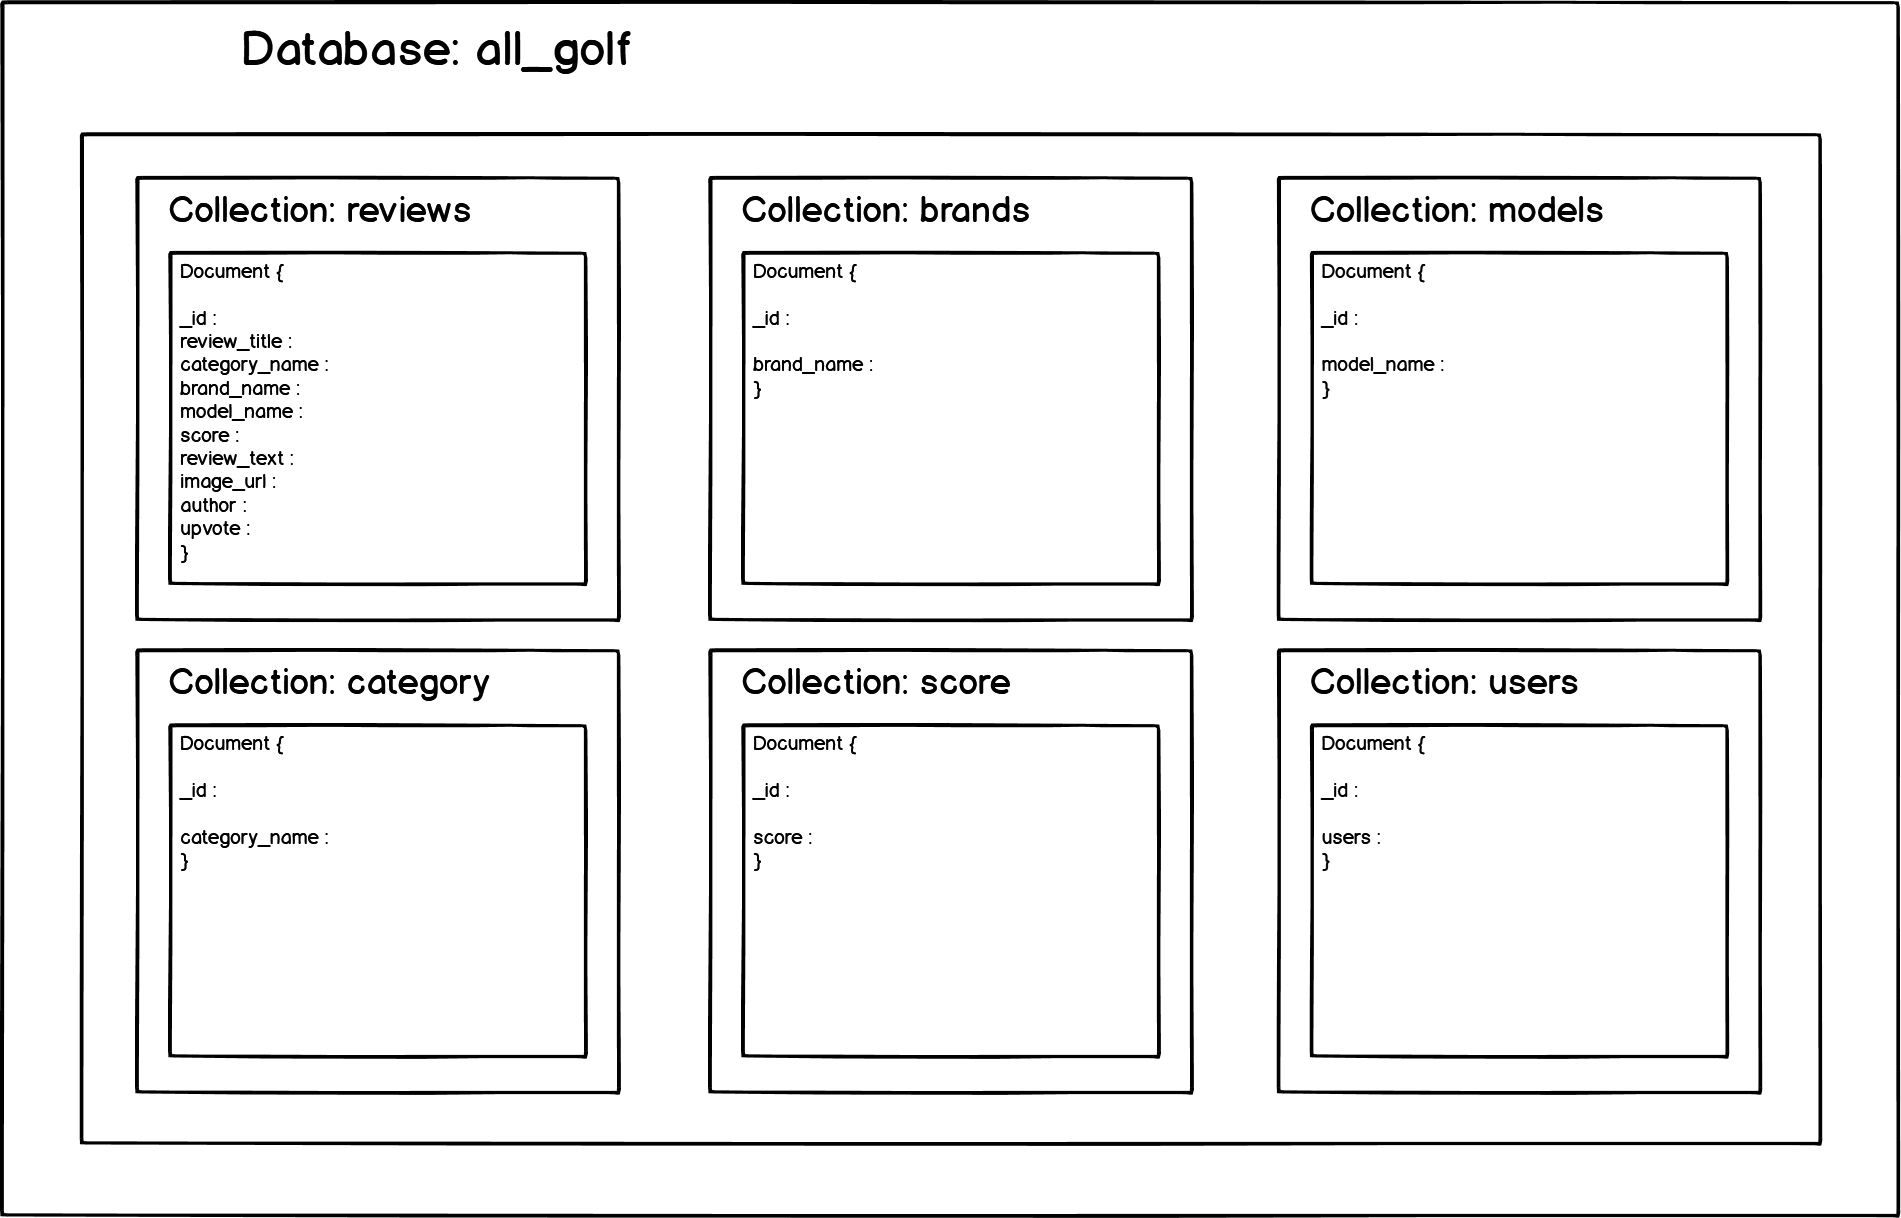 Database: all_golf
Collection: reviews
Document {
_id :
review_title :
category_name :
brand_name :
model_name :
score :
review_text :
image_url :
author :
upvote :
}
Collection: brands
Document {
_id :
brand_name :
}
Collection: models
Document {
_id :
model_name :
}
Collection: category
Document {
_id :
category_name :
}
Collection: score
Document {
_id :
score :
}
Collection: users
Document {
_id :
users :
}